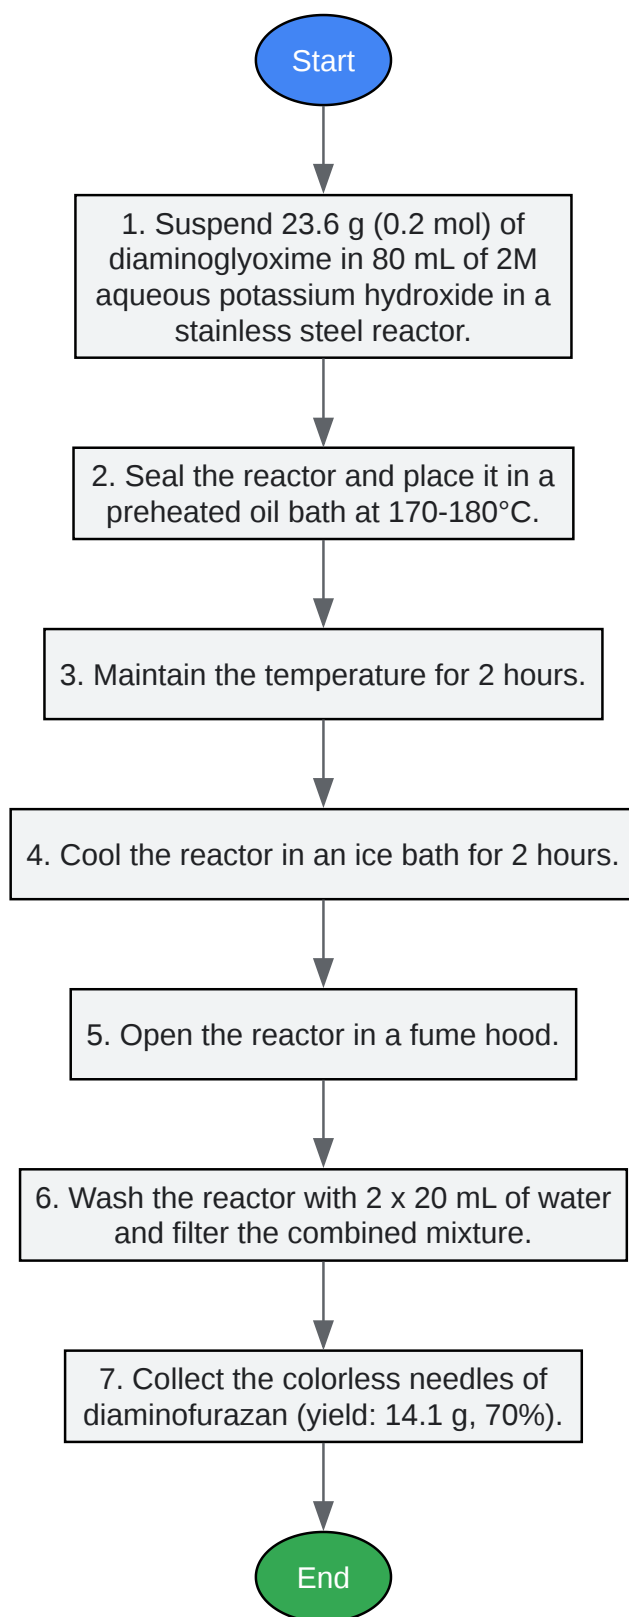 Start
1. Suspend 23.6 g (0.2 mol) of
diaminoglyoxime in 80 mL of 2M
aqueous potassium hydroxide in a
stainless steel reactor.
2. Seal the reactor and place it in a
preheated oil bath at 170-180°C.
3. Maintain the temperature for 2 hours.
4. Cool the reactor in an ice bath for 2 hours.
5. Open the reactor in a fume hood.
6. Wash the reactor with 2 x 20 mL of water
and filter the combined mixture.
7. Collect the colorless needles of
diaminofurazan (yield: 14.1 g, 70%).
End